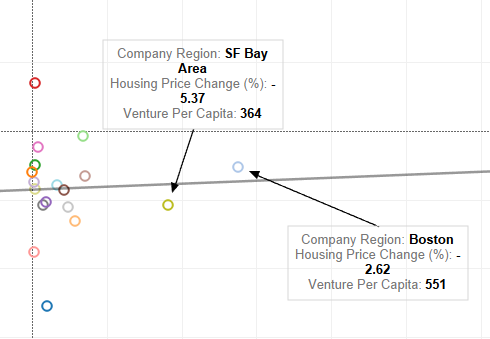 Company Region: SF Bay
Area
Housing Price Change (%): -
5.37
Venture Per Capita: 364
Company Region: Boston
Housing Price Change (%): -
2.62
Venture Per Capita: 551